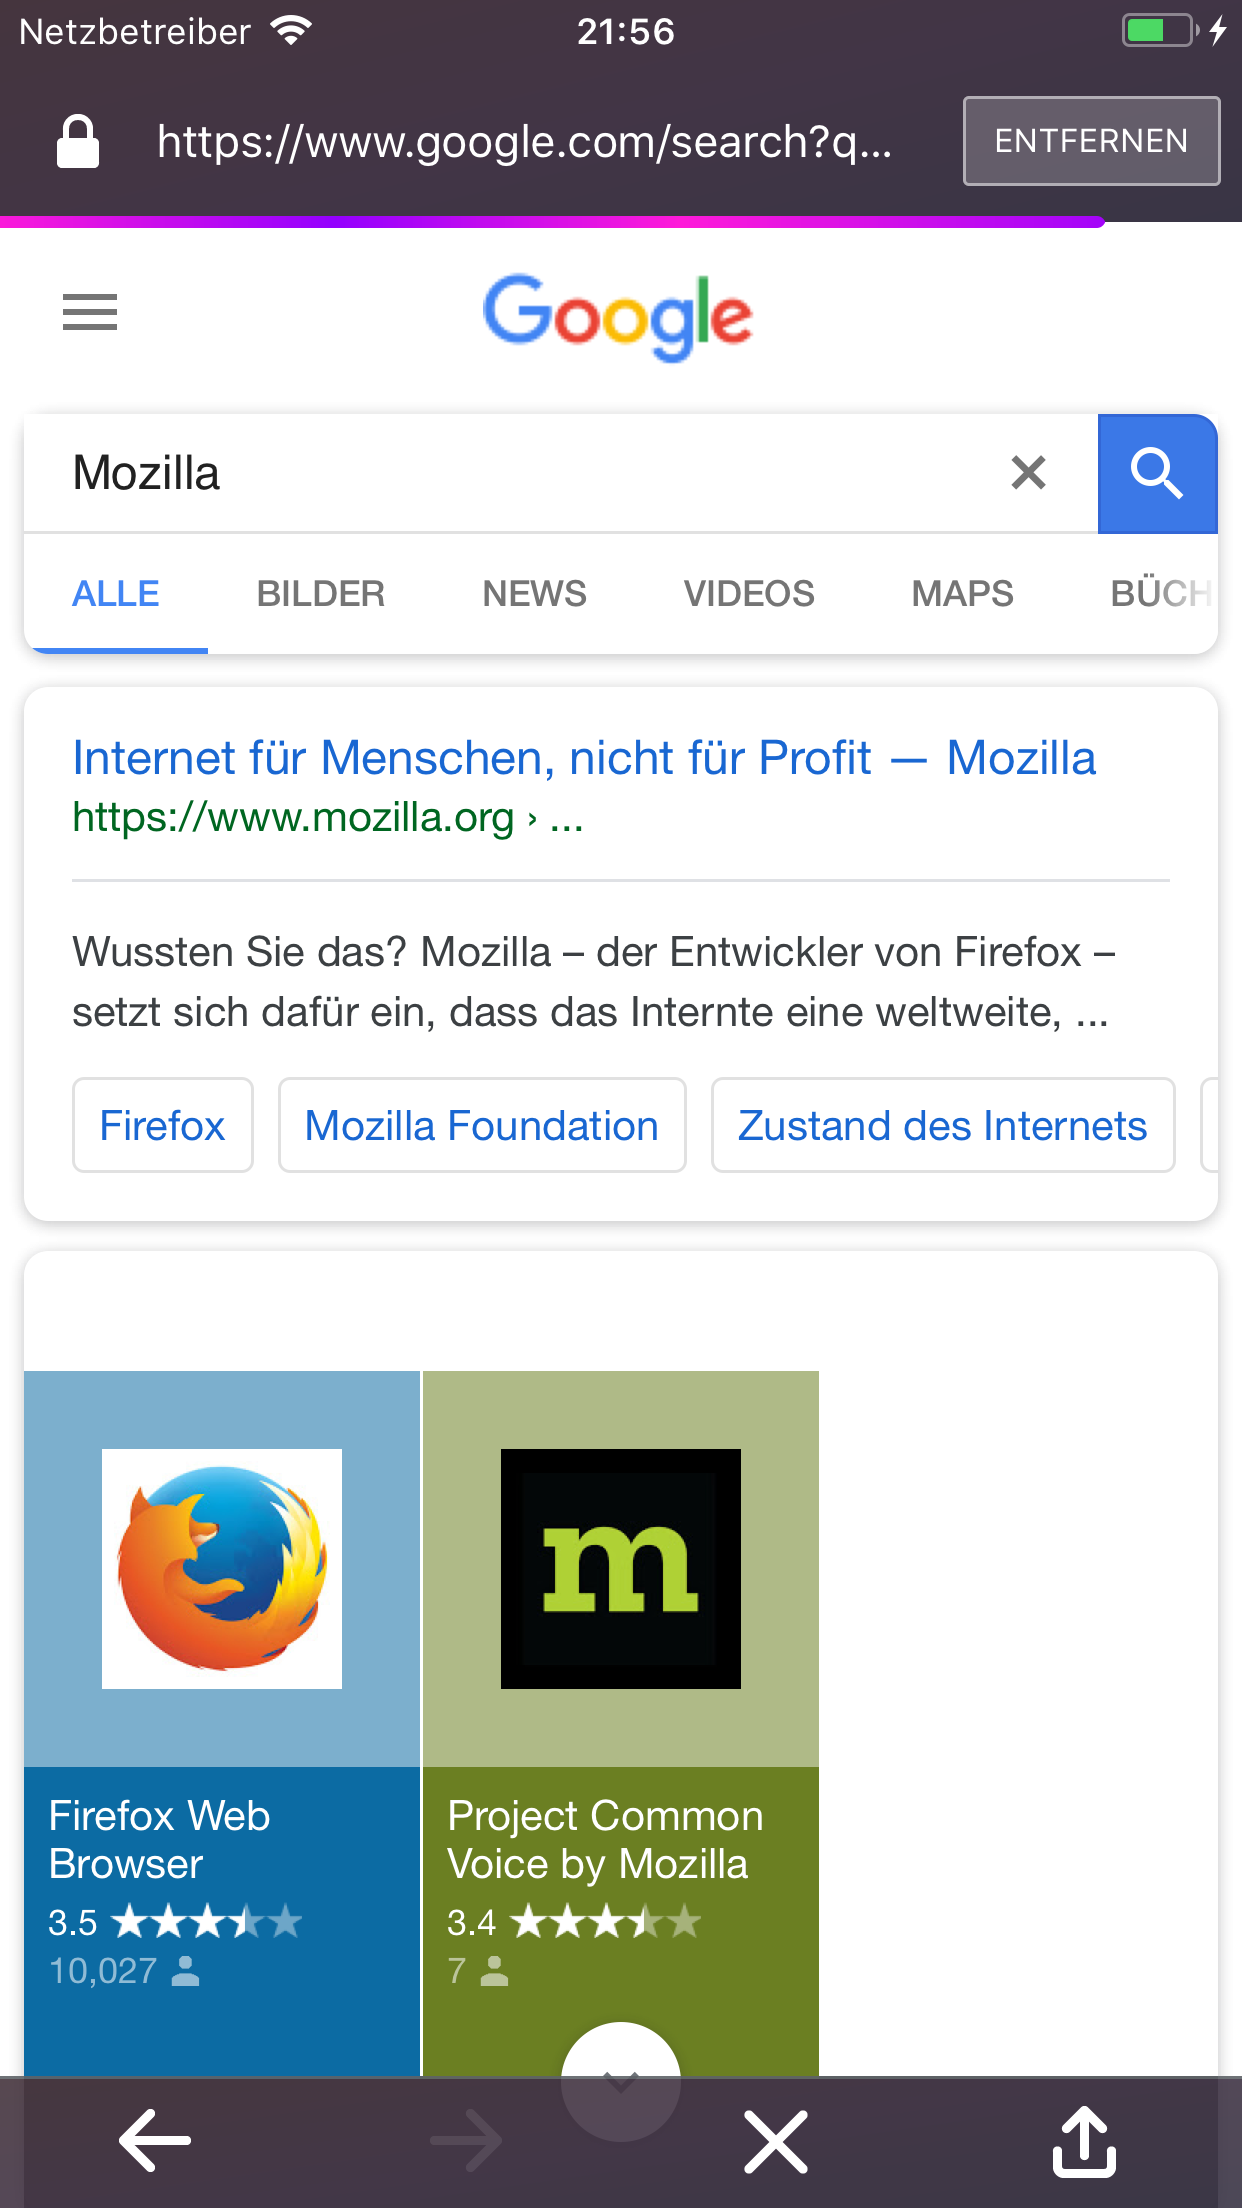 Netzbetreiber
21:56
https://www.google.com/search?q...
ENTFERNEN
Google
Mozilla
ALLE BILDER NEWS VIDEOS MAPS BÜCH
Internet für Menschen, nicht für Profit — Mozilla
https://www.mozilla.org › ...
Wussten Sie das? Mozilla – der Entwickler von Firefox –
setzt sich dafür ein, dass das Internte eine weltweite, ...
Firefox
Mozilla Foundation
Zustand des Internets
m
Firefox Web
Browser
3.5
10,027
Project Common
Voice by Mozilla
3.4
7